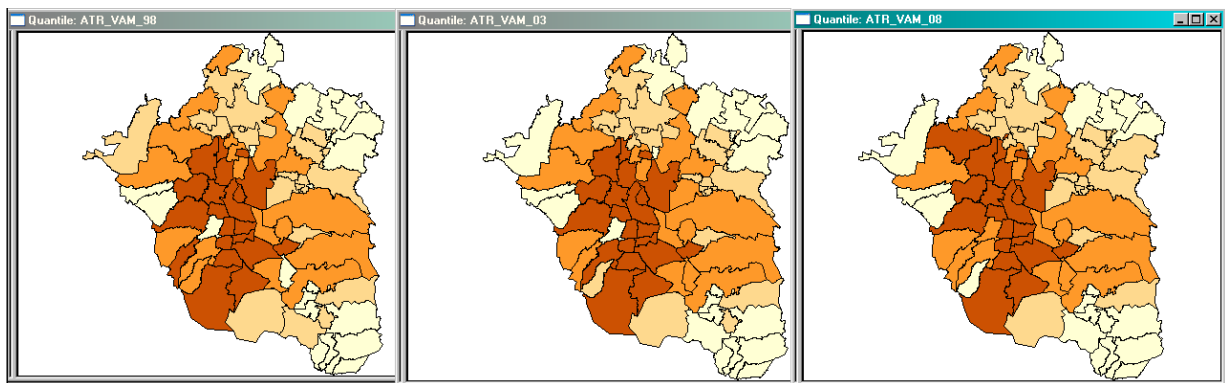 Quantile: ATR_VAM_98
Quantile: ATR_VAM_03
Quantile: ATR_VAM_08